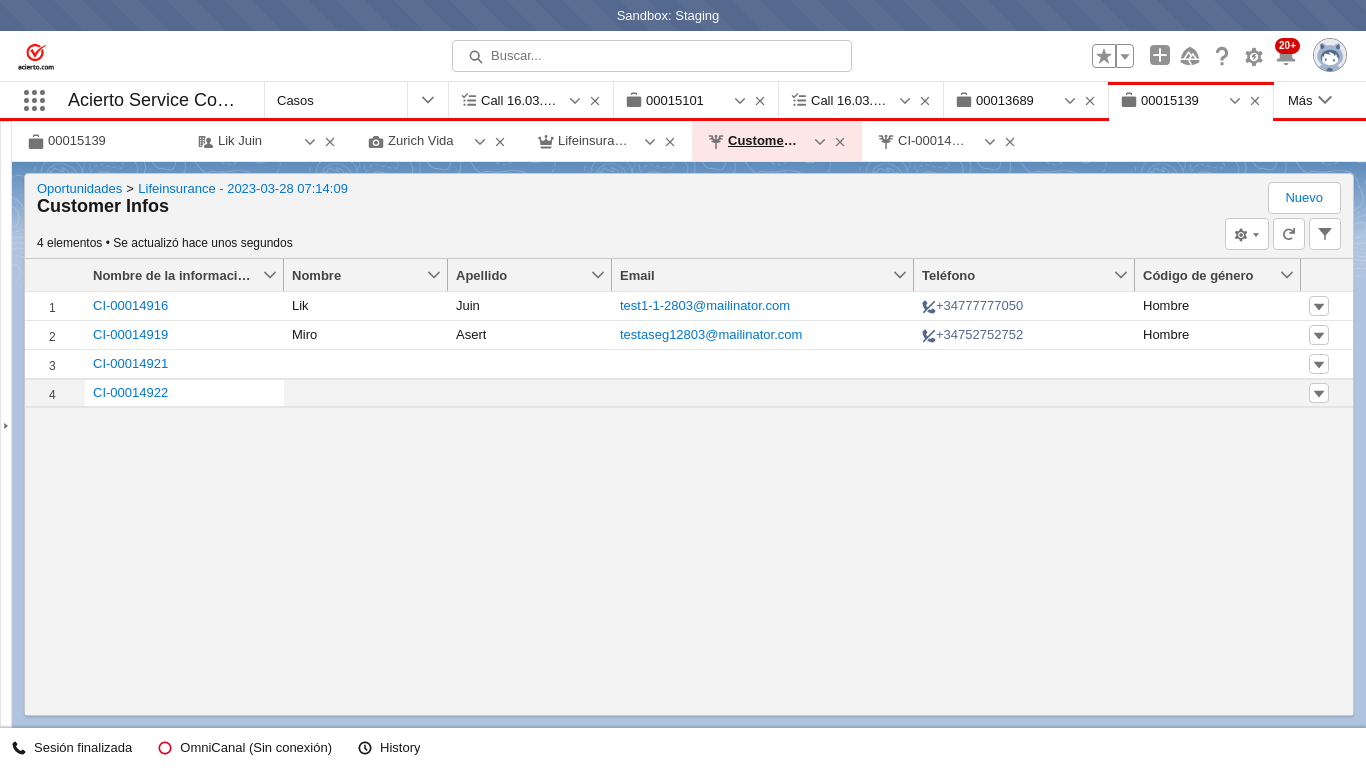 Sandbox: Staging
acierto.com
Buscar...
20+
Acierto Service Co…
Casos
Call 16.03.…
00015101
Call 16.03.…
00013689
00015139
Más
00015139
Lik Juin
Zurich Vida
Lifeinsura…
Custome…
CI-00014…
Oportunidades > Lifeinsurance - 2023-03-28 07:14:09
Customer Infos
Nuevo
4 elementos • Se actualizó hace unos segundos
Nombre de la informaci… Nombre Apellido Email Teléfono Código de género
1 CI-00014916 Lik Juin test1-1-2803@mailinator.com +34777777050 Hombre
2 CI-00014919 Miro Asert testaseg12803@mailinator.com +34752752752 Hombre
3 CI-00014921
4 CI-00014922
Sesión finalizada
OmniCanal (Sin conexión)
History